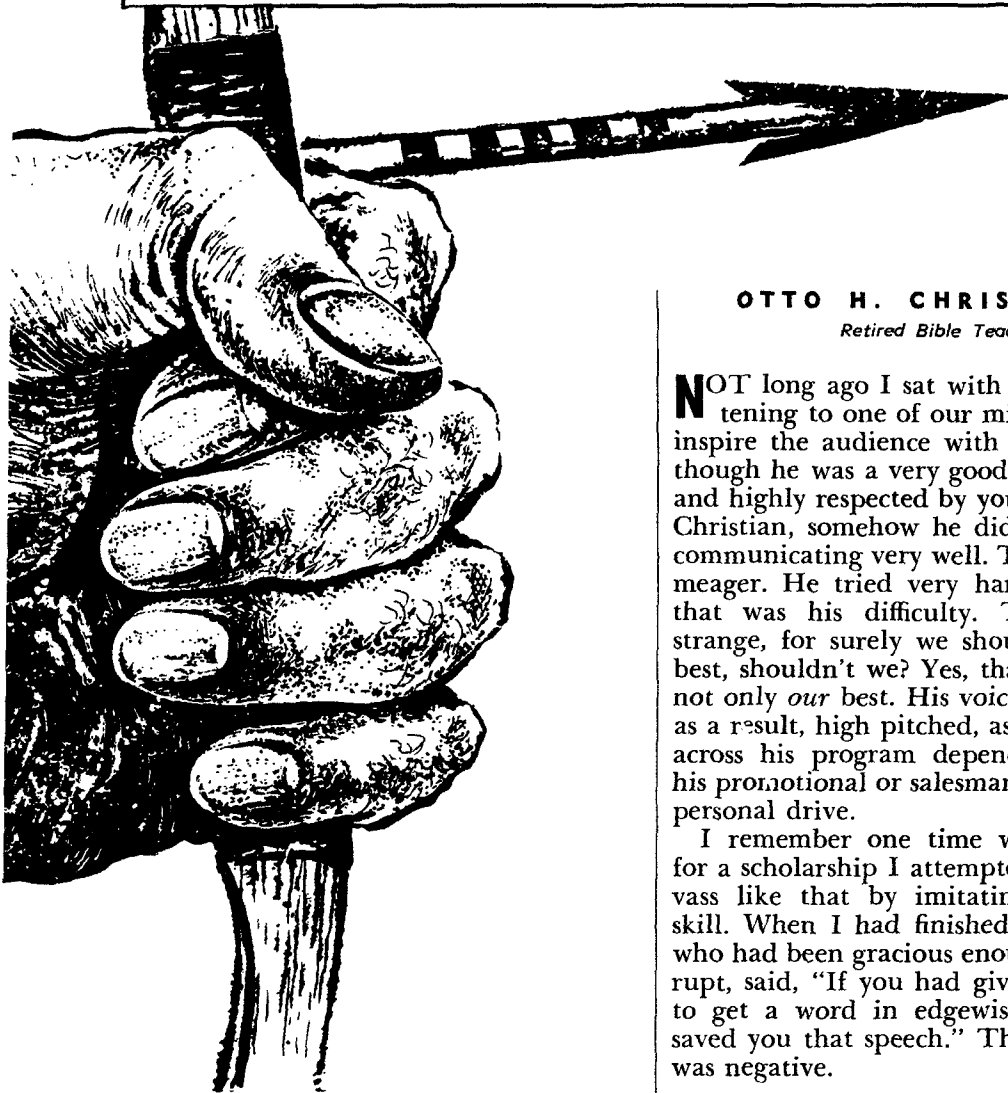 OTTO H. CHRIS
Retired Bible Tea
NOT long ago I sat with
tening to one of our mi
inspire the audience with
though he was a very good
and highly respected by you
Christian, somehow he did
communicating very well. T
meager. He tried very har
that was his difficulty. T
strange, for surely we shou
best, shouldn't we? Yes, tha
not only our best. His voic
as a result, high pitched, as
across his program depen
his promotional or salesman
personal drive.
I remember one time w
for a scholarship I attempte
vass like that by imitatin
skill. When I had finished
who had been gracious enou
rupt, said, “If you had giv
to get a word in edgewis
saved you that speech.” Th
was negative.